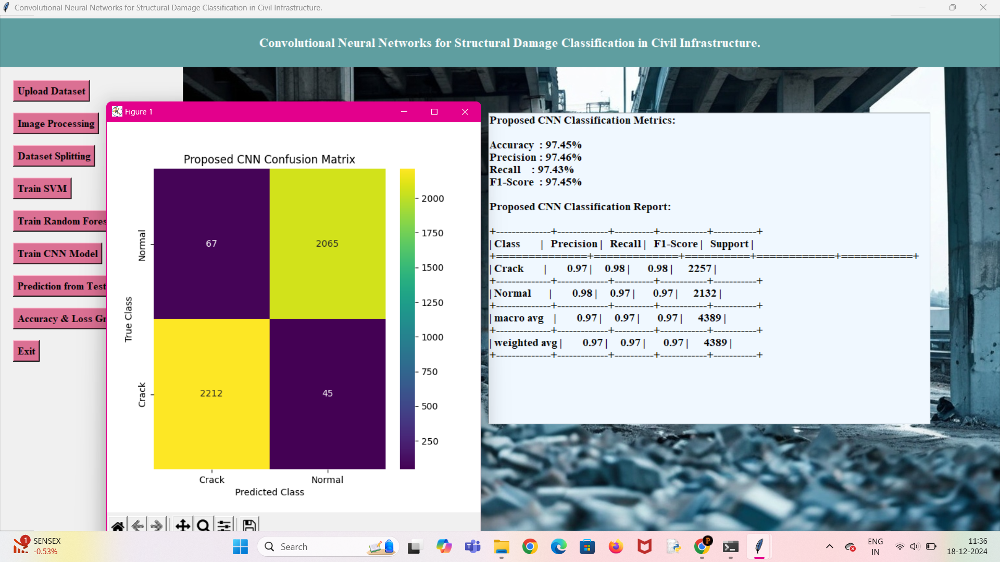 Convolutional Neural Networks for Structural Damage Classification in Civil Infrastructure.
Convolutional Neural Networks for Structural Damage Classification in Civil Infrastructure.
Upload Dataset
Image Processing
Dataset Splitting
Train SVM
Train Random Fores
Train CNN Model
Prediction from Test
Accuracy & Loss Gr
Exit
Figure 1
Proposed CNN Confusion Matrix
67 2065
2212 45
Normal
Crack
True Class
Crack Normal
Predicted Class
2000
1750
1500
1250
1000
750
500
250
Proposed CNN Classification Metrics:
Accuracy : 97.45%
Precision : 97.46%
Recall : 97.43%
F1-Score : 97.45%
Proposed CNN Classification Report:
+--------------+-------------+----------+------------+-----------+
| Class | Precision | Recall | F1-Score | Support |
+==============+=============+==========+============+===========+
| Crack | 0.97 | 0.98 | 0.98 | 2257 |
+--------------+-------------+----------+------------+-----------+
| Normal | 0.98 | 0.97 | 0.97 | 2132 |
+--------------+-------------+----------+------------+-----------+
| macro avg | 0.97 | 0.97 | 0.97 | 4389 |
+--------------+-------------+----------+------------+-----------+
| weighted avg | 0.97 | 0.97 | 0.97 | 4389 |
+--------------+-------------+----------+------------+-----------+
1
SENSEX
-0.53%
Search
P
ENG
IN
11:36
18-12-2024